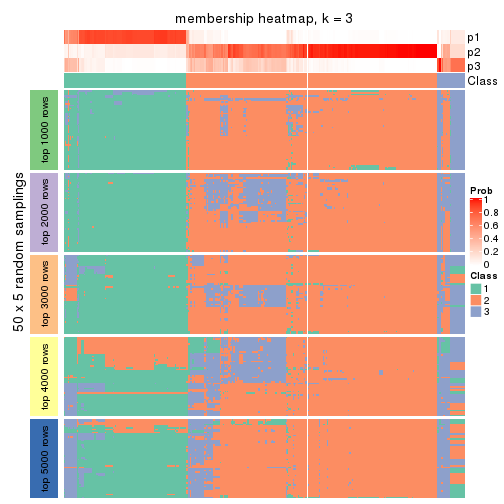 membership heatmap, k = 3
p1
p2
p3
Class
50 x 5 random samplings
top 1000 rows
top 2000 rows
top 3000 rows
top 4000 rows
top 5000 rows
Prob
1
0.8
0.6
0.4
0.2
0
Class
1
2
3